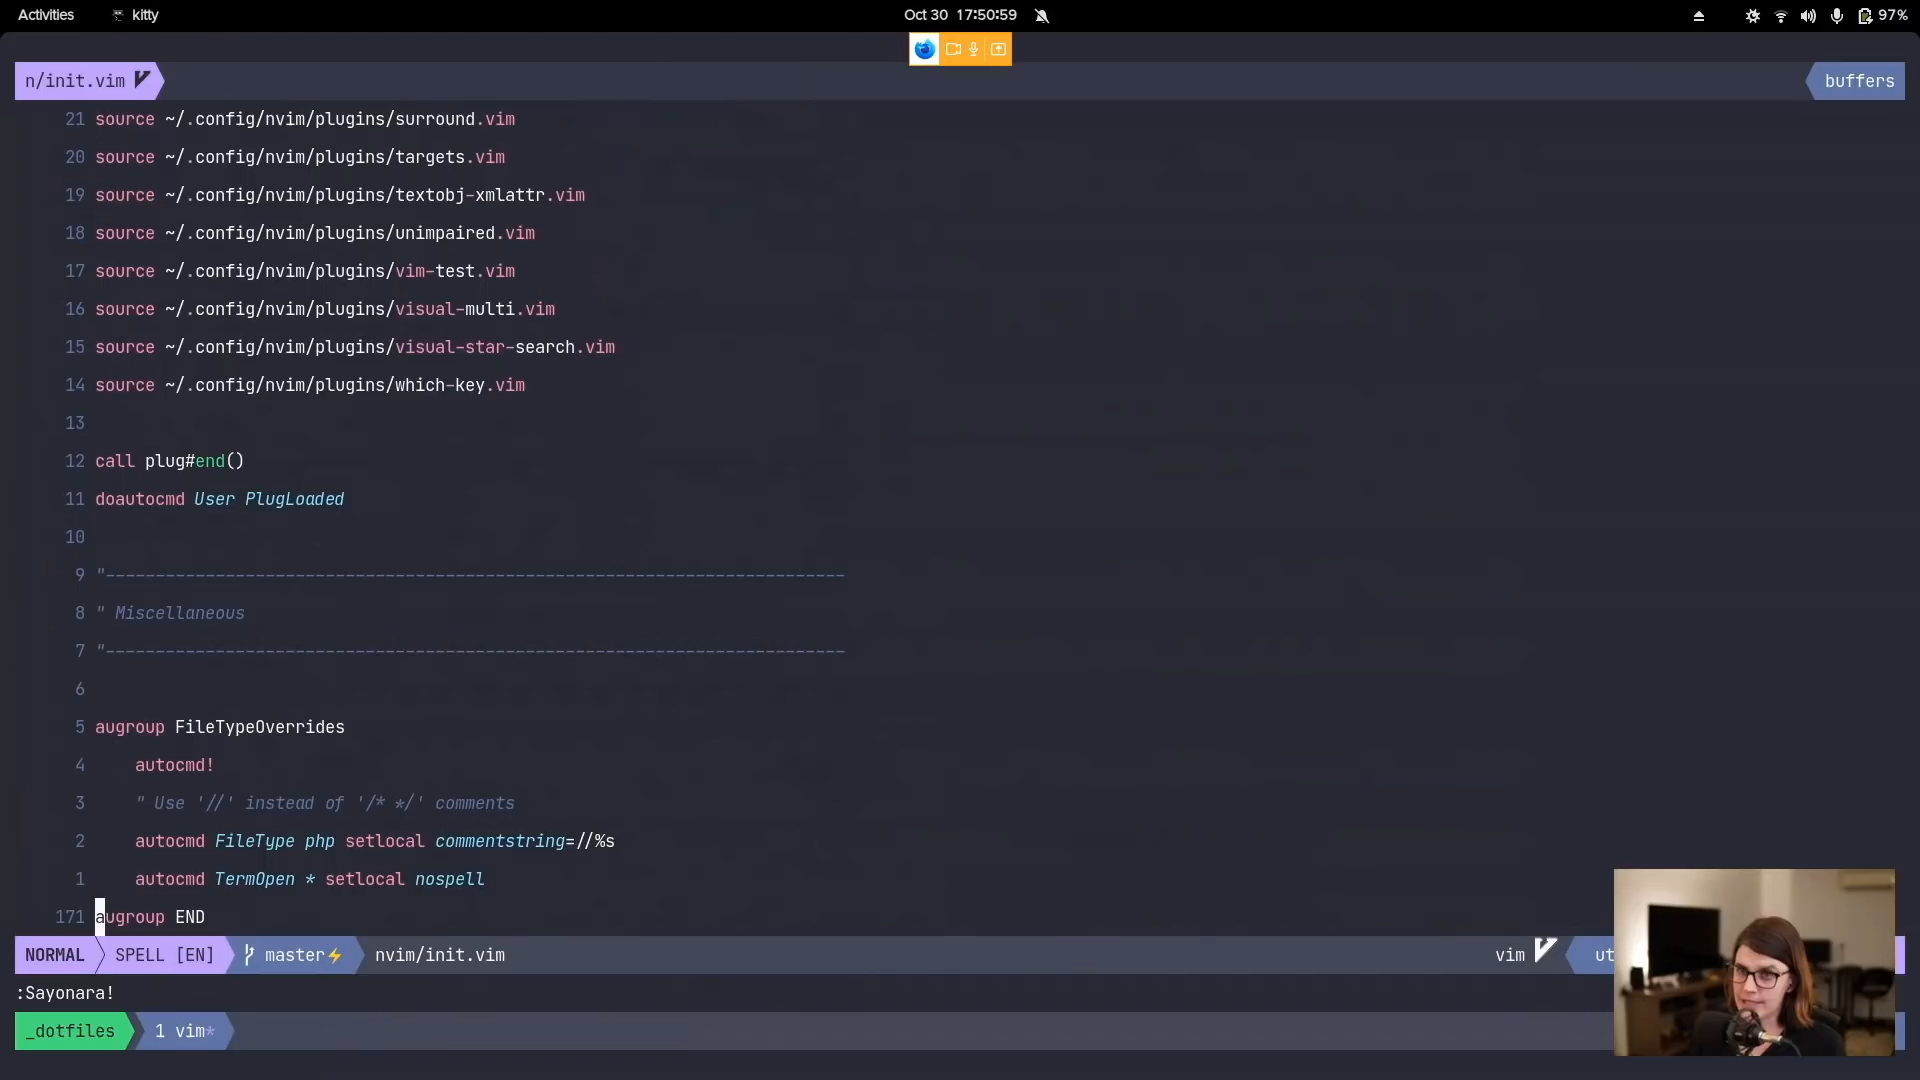 Activities kitty Oct 30 17:50:59 97%
n/init.vim buffers
21 source ~/.config/nvim/plugins/surround.vim
20 source ~/.config/nvim/plugins/targets.vim
19 source ~/.config/nvim/plugins/textobj-xmlattr.vim
18 source ~/.config/nvim/plugins/unimpaired.vim
17 source ~/.config/nvim/plugins/vim-test.vim
16 source ~/.config/nvim/plugins/visual-multi.vim
15 source ~/.config/nvim/plugins/visual-star-search.vim
14 source ~/.config/nvim/plugins/which-key.vim
13
12 call plug#end()
11 doautocmd User PlugLoaded
10
9 "--------------------------------------------------------------------------
8 " Miscellaneous
7 "--------------------------------------------------------------------------
6
5 augroup FileTypeOverrides
4 autocmd!
3 " Use '//' instead of '/* */' comments
2 autocmd FileType php setlocal commentstring=//%s
1 autocmd TermOpen * setlocal nospell
171 augroup END
NORMAL SPELL [EN] master⚡ nvim/init.vim vim ut
:Sayonara!
_dotfiles 1 vim*